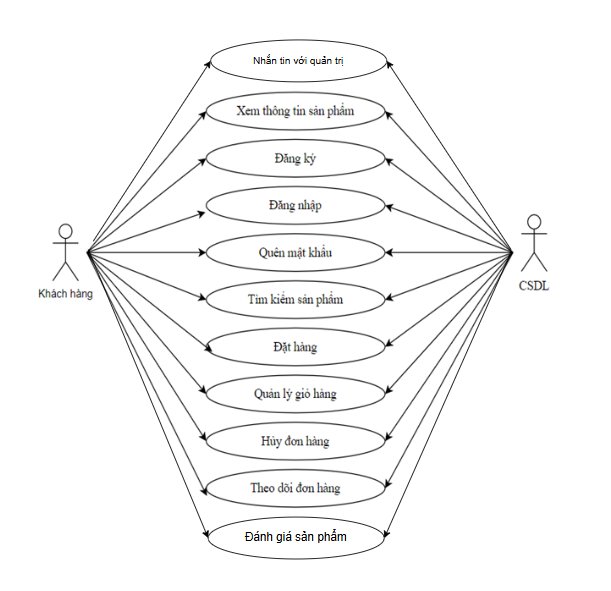 Nhắn tin với quản trị
Xem thông tin sản phẩm
Đăng ký
Đăng nhập
Quên mật khẩu
Khách hàng
CSDL
Tìm kiếm sản phẩm
Đặt hàng
Quản lý giỏ hàng
Hủy đơn hàng
Theo dõi đơn hàng
Đánh giá sản phẩm